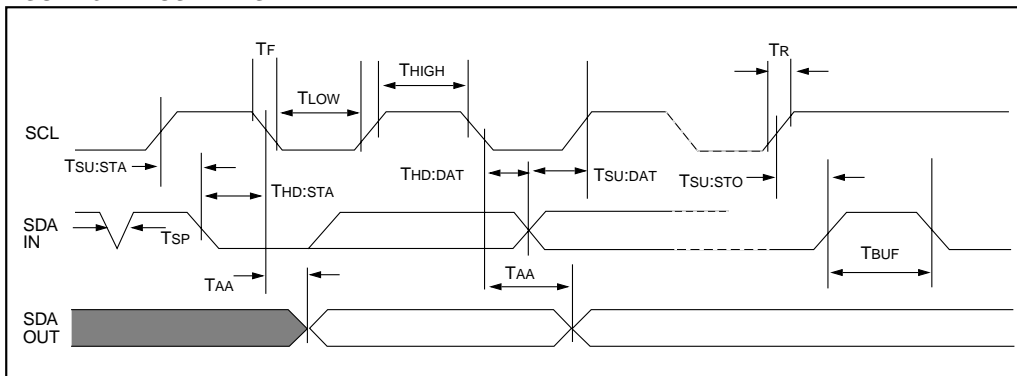 TF
TR
THIGH
TLOW
SCL
TSU:STA
THD:DAT
TSU:DAT
TSU:STO
THD:STA
SDA
IN
TSP
TBUF
TAA
TAA
SDA
OUT